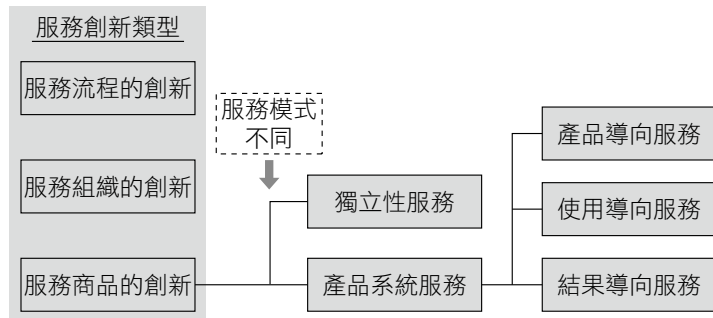 服務創新類型
服務流程的創新
服務組織的創新
服務商品的創新
服務模式
不同
獨立性服務
產品系統服務
產品導向服務
使用導向服務
結果導向服務